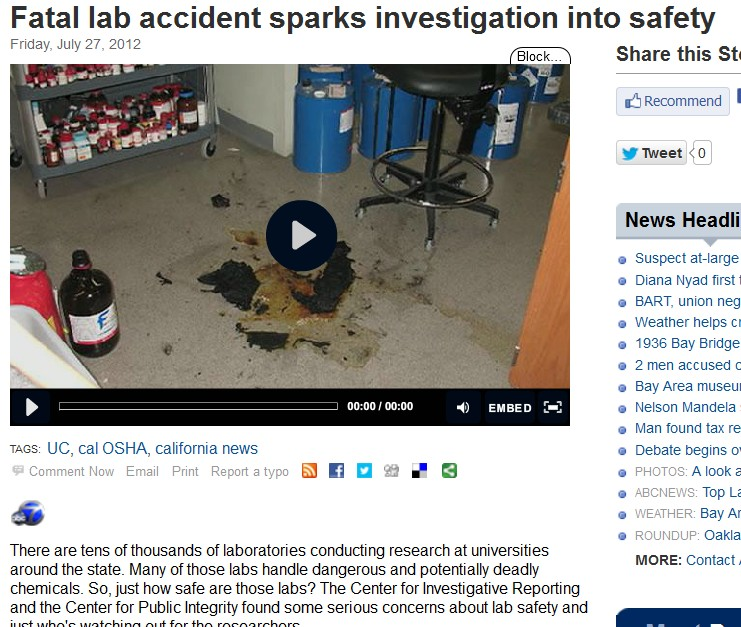 Fatal lab accident sparks investigation into safety
Friday, July 27, 2012
Block...
00:00 / 00:00
EMBED
TAGS: UC, cal OSHA, california news
Comment Now Email Print Report a typo
abc 7
There are tens of thousands of laboratories conducting research at universities
around the state. Many of those labs handle dangerous and potentially deadly
chemicals. So, just how safe are those labs? The Center for Investigative Reporting
and the Center for Public Integrity found some serious concerns about lab safety and
just who's watching out for the researchers
Share this St
Recommend
Tweet 0
News Headli
Suspect at-large
Diana Nyad first
BART, union neg
Weather helps cr
1936 Bay Bridge
2 men accused
Bay Area museu
Nelson Mandela
Man found tax re
Debate begins
PHOTOS: A look a
ABCNEWS: Top La
WEATHER: Bay Ar
ROUNDUP: Oakla
MORE: Contact